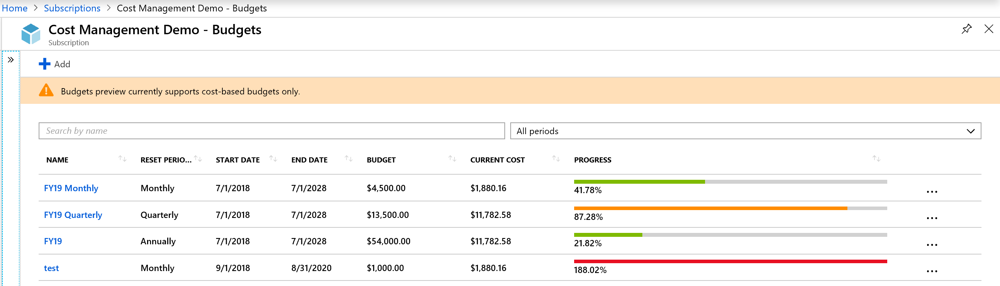 Home > Subscriptions > Cost Management Demo - Budgets
Cost Management Demo - Budgets
Subscription
Add
Budgets preview currently supports cost-based budgets only.
Search by name
All periods
NAME RESET PERIO... START DATE END DATE BUDGET CURRENT COST PROGRESS
FY19 Monthly Monthly 7/1/2018 7/1/2028 $4,500.00 $1,880.16 41.78%
FY19 Quarterly Quarterly 7/1/2018 7/1/2028 $13,500.00 $11,782.58 87.28%
FY19 Annually 7/1/2018 7/1/2028 $54,000.00 $11,782.58 21.82%
test Monthly 9/1/2018 8/31/2020 $1,000.00 $1,880.16 188.02%